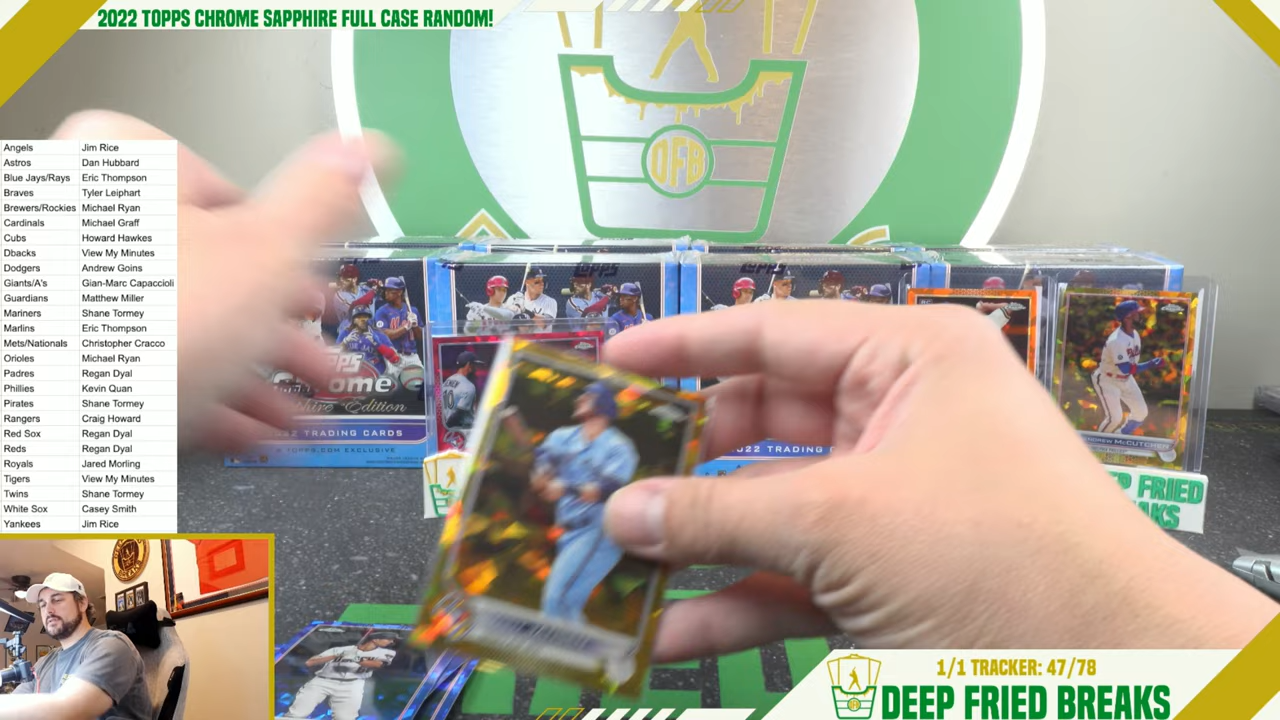 2022 TOPPS CHROME SAPPHIRE FULL CASE RANDOM!
DFB
Angels Jim Rice
Astros Dan Hubbard
Blue Jays/Rays Eric Thompson
Braves Tyler Leiphart
Brewers/Rockies Michael Ryan
Cardinals Michael Graff
Cubs Howard Hawkes
Dbacks View My Minutes
Dodgers Andrew Goins
Giants/A's Gian-Marc Capaccioli
Guardians Matthew Miller
Mariners Shane Tormey
Marlins Eric Thompson
Mets/Nationals Christopher Cracco
Orioles Michael Ryan
Padres Regan Dyal
Phillies Kevin Quan
Pirates Shane Tormey
Rangers Craig Howard
Red Sox Regan Dyal
Reds Regan Dyal
Royals Jared Morling
Tigers View My Minutes
Twins Shane Tormey
White Sox Casey Smith
Yankees Jim Rice
TOPPS
TRADING CARDS
ANDREW McCUTCHEN
FRIED
1/1 TRACKER: 47/78
DEEP FRIED BREAKS